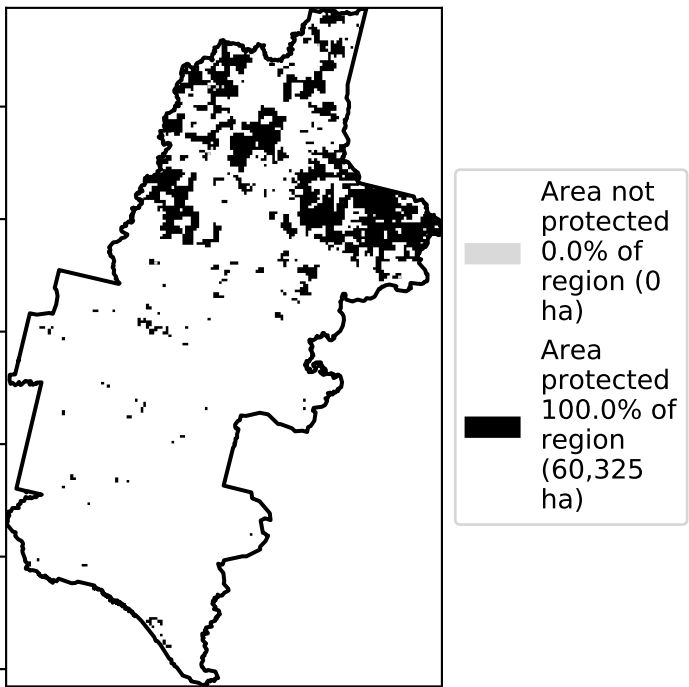 Area not
protected
0.0% of
region (0
ha)
Area
protected
100.0% of
region
(60,325
ha)